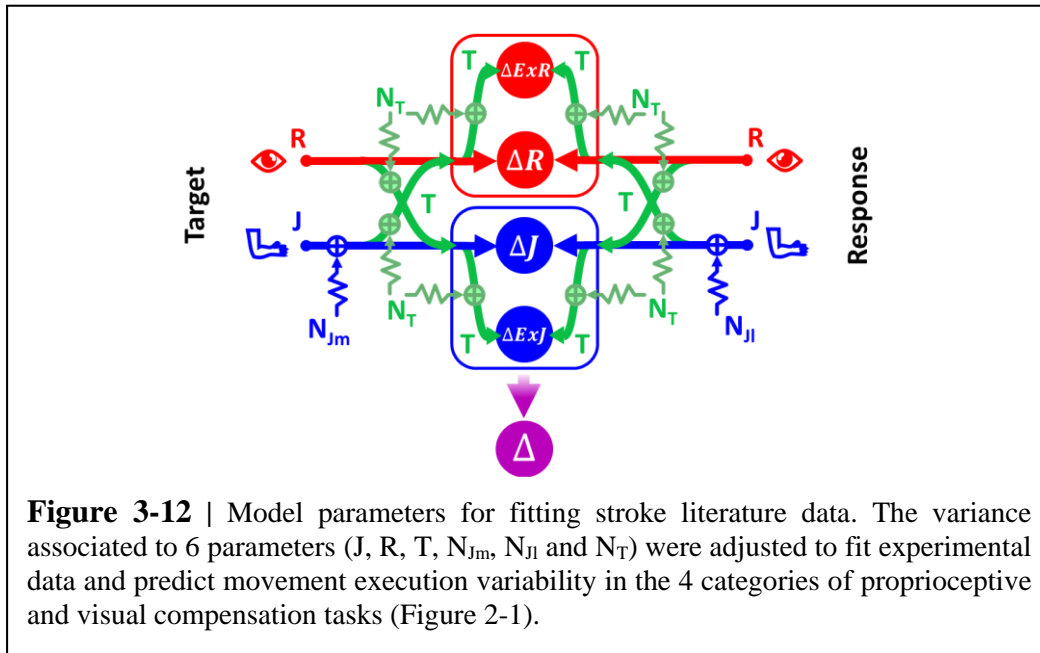 T ΔExR T
N_T N_T
R ΔR R
Target T T Response
J ΔJ J
N_Jm N_T N_T N_Jl
T ΔExJ T
Δ
Figure 3-12 | Model parameters for fitting stroke literature data. The variance
associated to 6 parameters (J, R, T, N_Jm, N_Jl and N_T) were adjusted to fit experimental
data and predict movement execution variability in the 4 categories of proprioceptive
and visual compensation tasks (Figure 2-1).